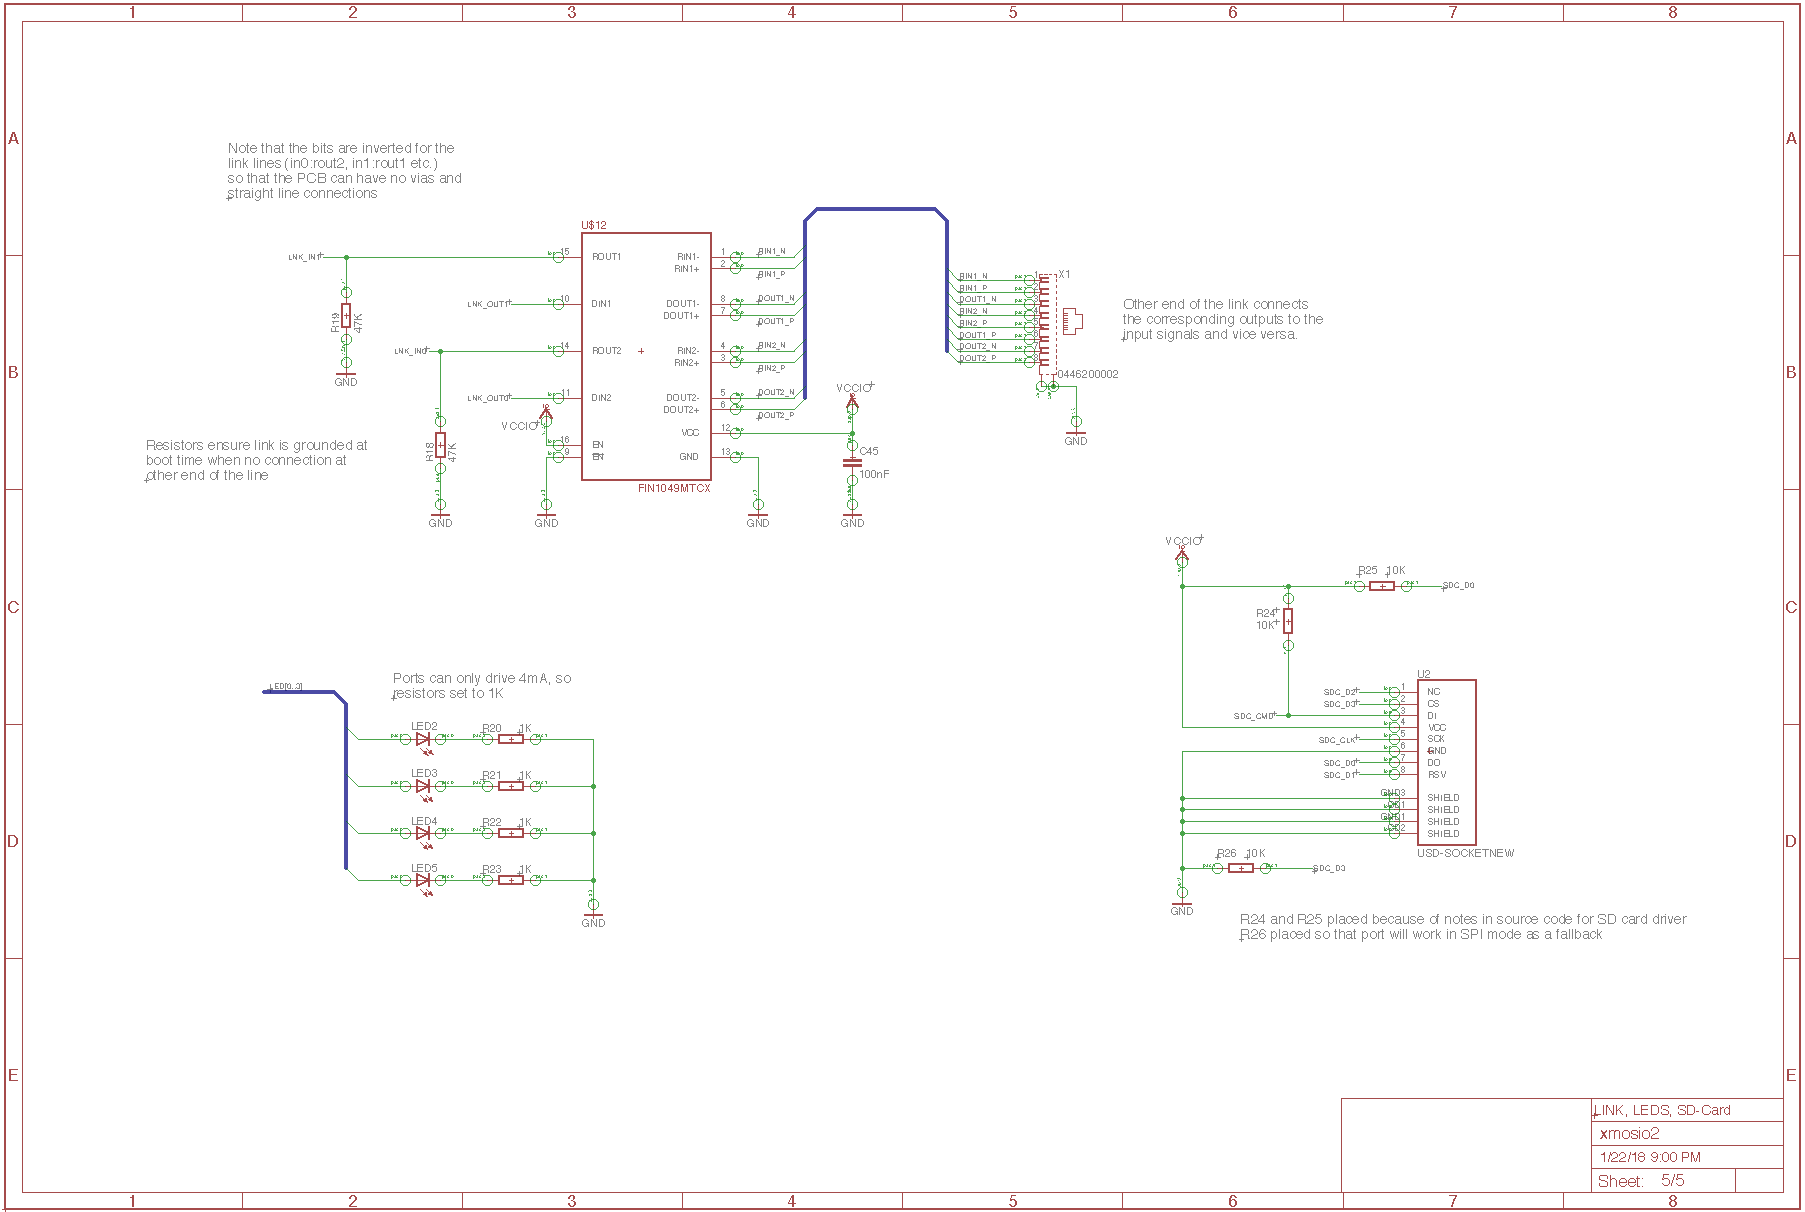 1 2 3 4 5 6 7 8
A
A
Note that the bits are inverted for the
link lines (in0:rout2, in1:rout1 etc.)
so that the PCB can have no vias and
straight line connections
U$12
LNK_IN1
15
ROUT1
RIN1-
1
RIN1_N
RIN1+
2
RIN1_P
LNK_OUT1
10
DIN1
DOUT1-
8
DOUT1_N
DOUT1+
7
DOUT1_P
R19
47K
GND
LNK_IN0
14
ROUT2
RIN2-
4
RIN2_N
RIN2+
3
RIN2_P
LNK_OUT0
11
DIN2
DOUT2-
5
DOUT2_N
DOUT2+
6
DOUT2_P
VCCIO
16
EN
VCC
12
9
EN
GND
13
FIN1049MTCX
R18
47K
GND
GND
GND
VCCIO
C45
100nF
GND
RIN1_N
RIN1_P
DOUT1_N
RIN2_N
RIN2_P
DOUT1_P
DOUT2_N
DOUT2_P
X1
0446200002
GND
Other end of the link connects
the corresponding outputs to the
input signals and vice versa.
B
B
Resistors ensure link is grounded at
boot time when no connection at
other end of the line
C
C
VCCIO
R25 10K
SDC_D0
R24
10K
U2
SDC_D2
1
NC
SDC_D3
2
CS
SDC_CMD
3
DI
4
VCC
SDC_CLK
5
SCK
6
GND
SDC_D0
7
DO
SDC_D1
8
RSV
GND3
SHIELD
SHIELD
SHIELD
SHIELD
USD-SOCKETNEW
R26 10K
SDC_D3
GND
R24 and R25 placed because of notes in source code for SD card driver
R26 placed so that port will work in SPI mode as a fallback
LED[0..3]
Ports can only drive 4mA, so
resistors set to 1K
LED2
R20 1K
LED3
R21 1K
LED4
R22 1K
LED5
R23 1K
GND
D
D
E
E
LINK, LEDS, SD-Card
xmosio2
1/22/18 9:00 PM
Sheet: 5/5
1 2 3 4 5 6 7 8